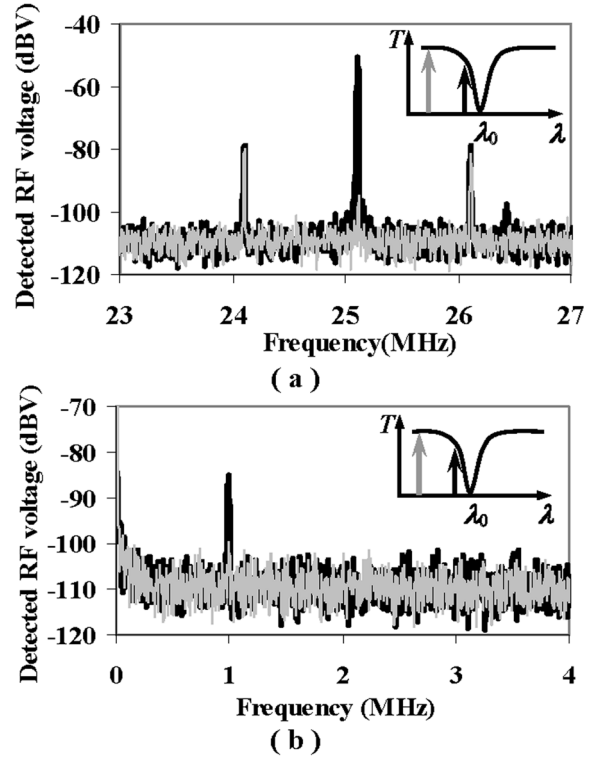 Detected RF voltage (dBV)
-40
-60
-80
-100
-120
T
λ0
λ
23 24 25 26 27
Frequency(MHz)
( a )
Detected RF voltage (dBV)
-70
-80
-90
-100
-110
-120
T
λ0
λ
0 1 2 3 4
Frequency (MHz)
( b )